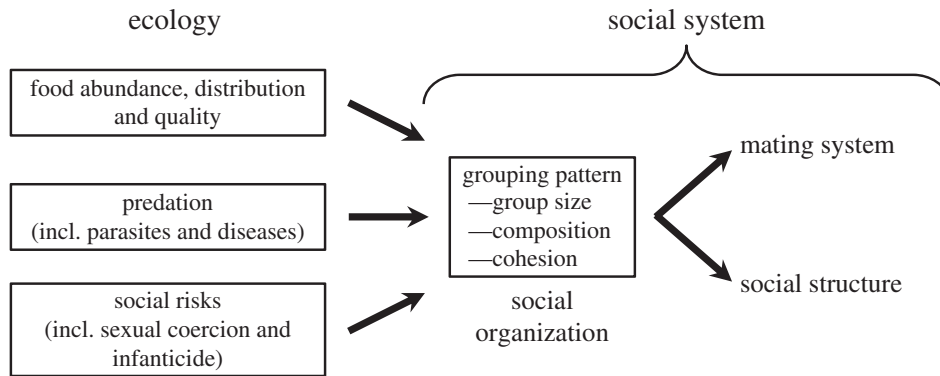 ecology
social system
food abundance, distribution
and quality
predation
(incl. parasites and diseases)
social risks
(incl. sexual coercion and
infanticide)
grouping pattern
—group size
—composition
—cohesion
social
organization
mating system
social structure